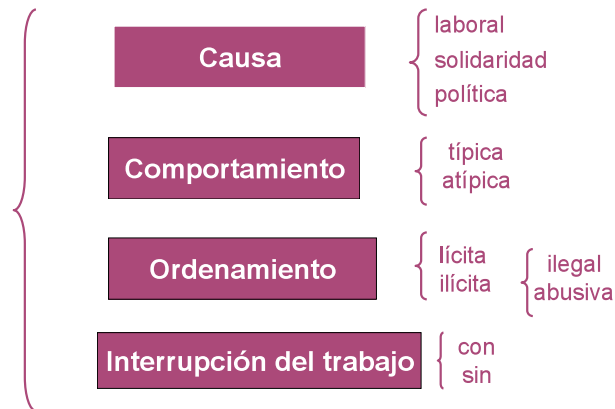 Causa
laboral
solidaridad
política
Comportamiento
típica
atípica
Ordenamiento
lícita
ilícita
ilegal
abusiva
Interrupción del trabajo
con
sin